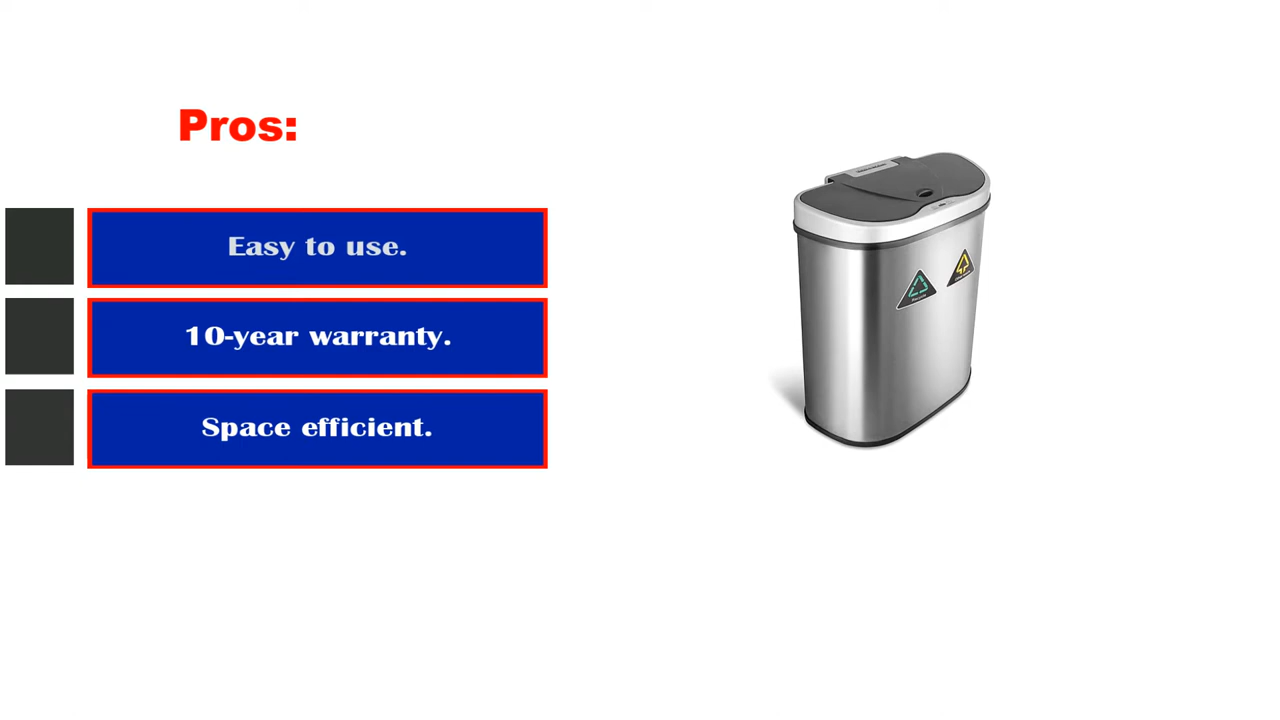 Pros:
Easy to use.
10-year warranty.
Space efficient.